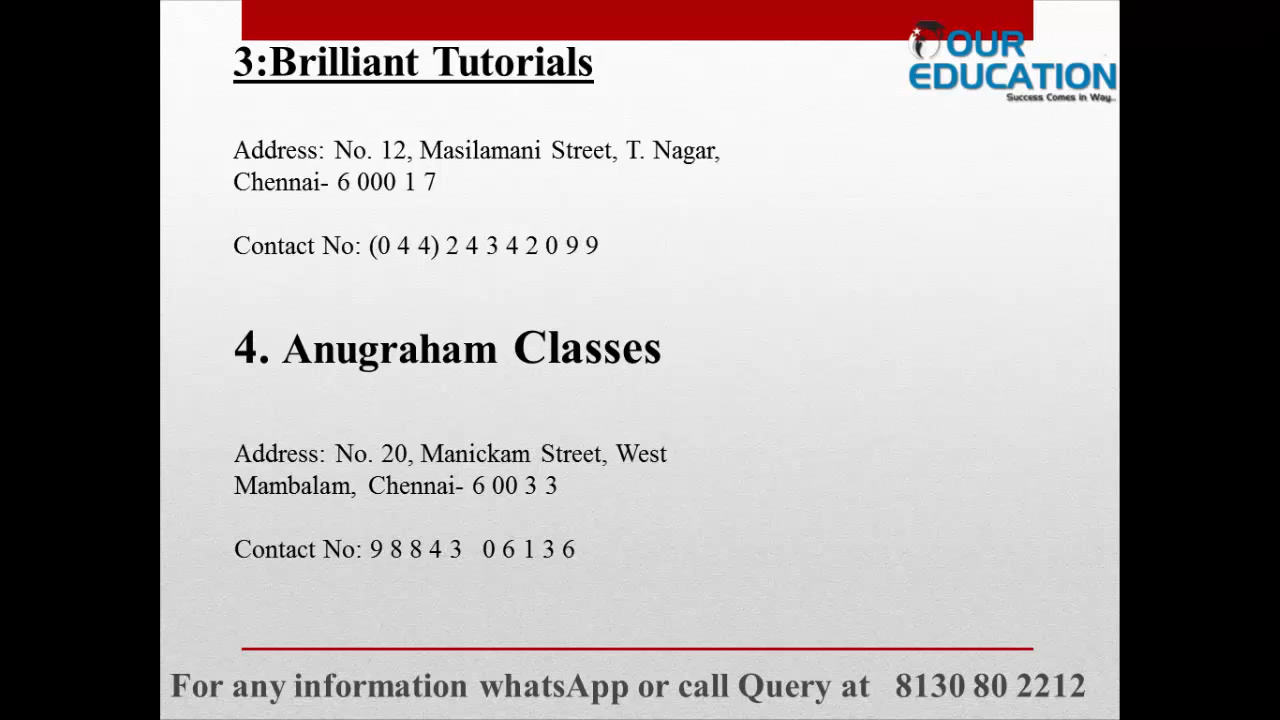 3:Brilliant Tutorials
OUR
EDUCATION
Success Comes in Way..
Address: No. 12, Masilamani Street, T. Nagar,
Chennai- 6 000 1 7
Contact No: (0 4 4) 2 4 3 4 2 0 9 9
4. Anugraham Classes
Address: No. 20, Manickam Street, West
Mambalam, Chennai- 6 00 3 3
Contact No: 9 8 8 4 3 0 6 1 3 6
For any information whatsApp or call Query at 8130 80 2212